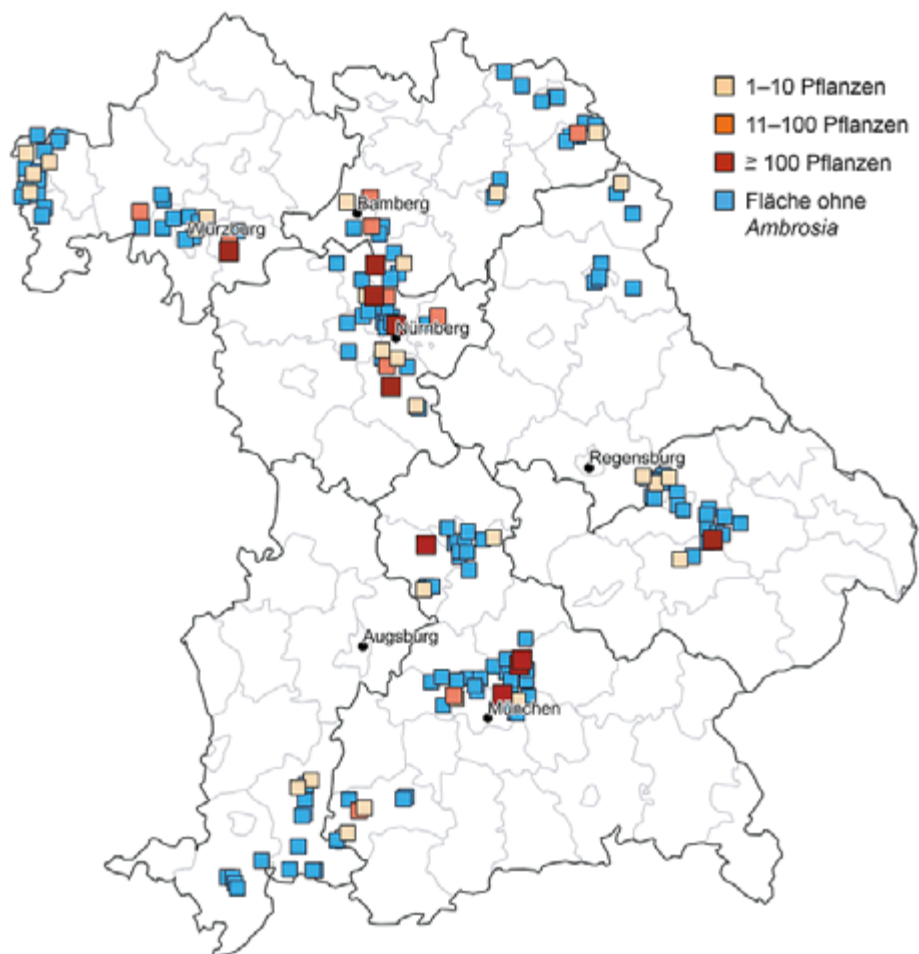 1–10 Pflanzen
11–100 Pflanzen
≥ 100 Pflanzen
Fläche ohne
Ambrosia
Bamberg
Würzburg
Nürnberg
Regensburg
Augsburg
München